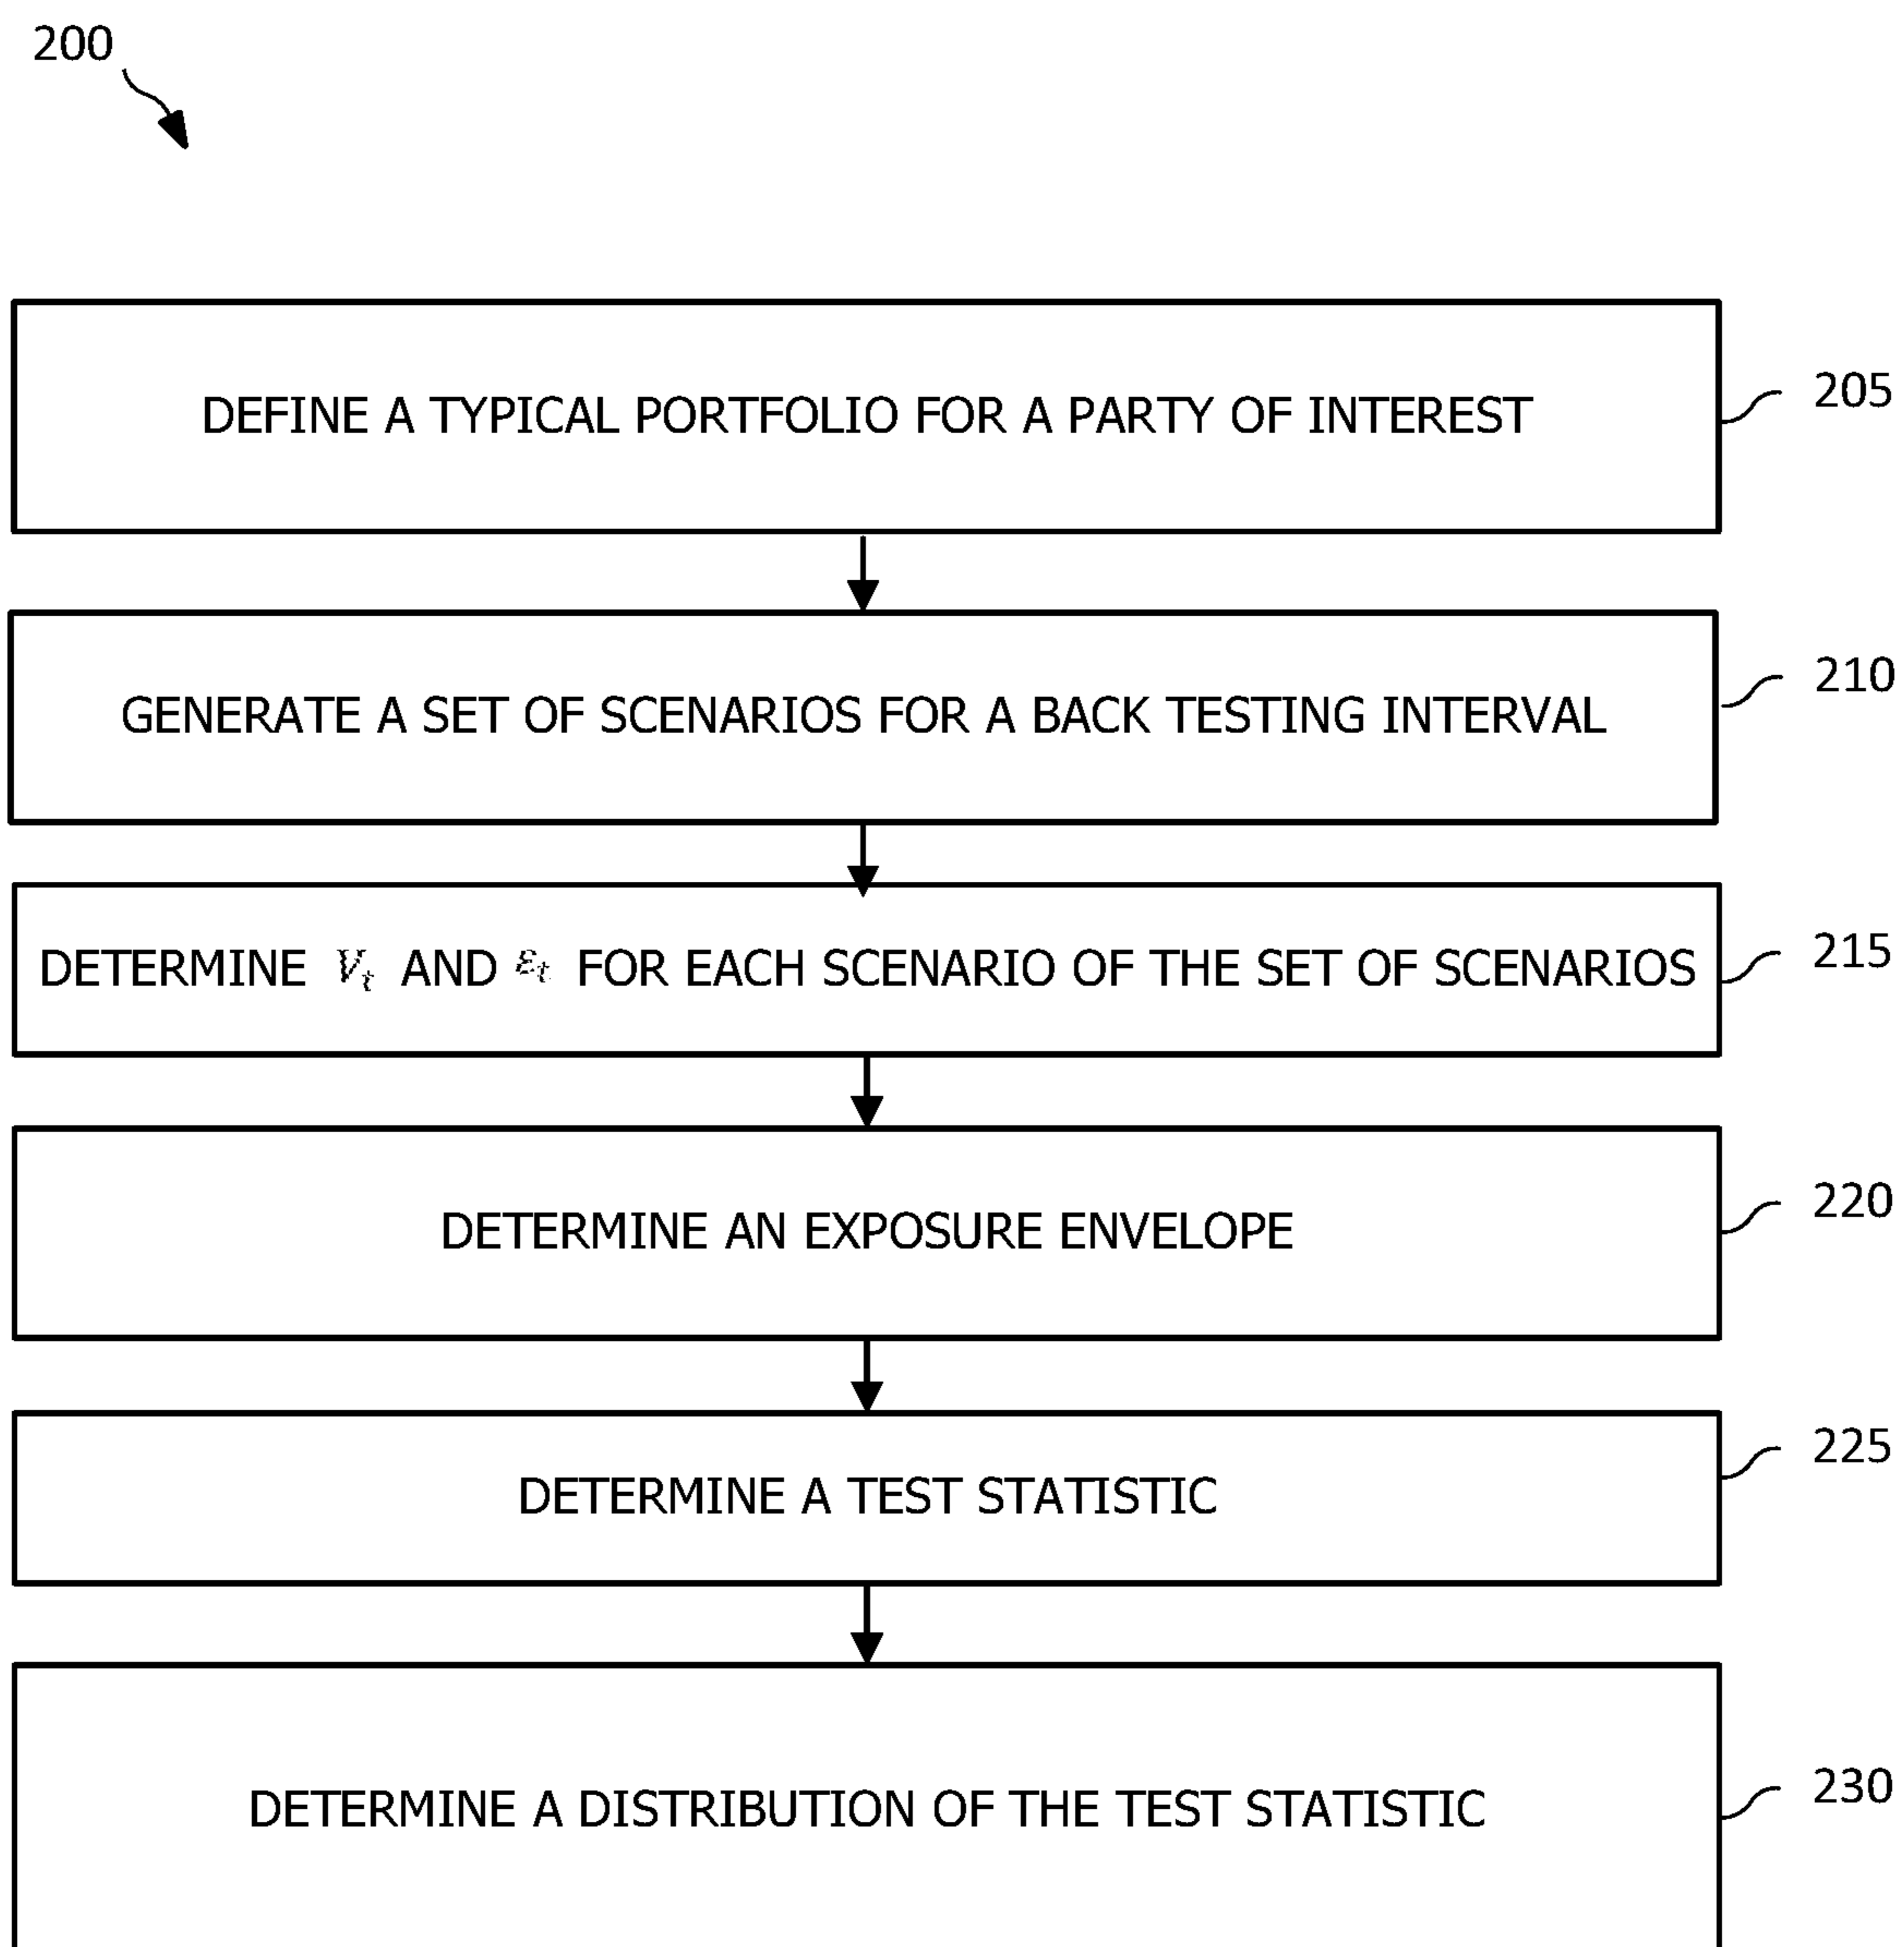 200
DEFINE A TYPICAL PORTFOLIO FOR A PARTY OF INTEREST
205
GENERATE A SET OF SCENARIOS FOR A BACK TESTING INTERVAL
210
DETERMINE V_t AND FOR EACH SCENARIO OF THE SET OF SCENARIOS
215
DETERMINE AN EXPOSURE ENVELOPE
220
DETERMINE A TEST STATISTIC
225
DETERMINE A DISTRIBUTION OF THE TEST STATISTIC
230